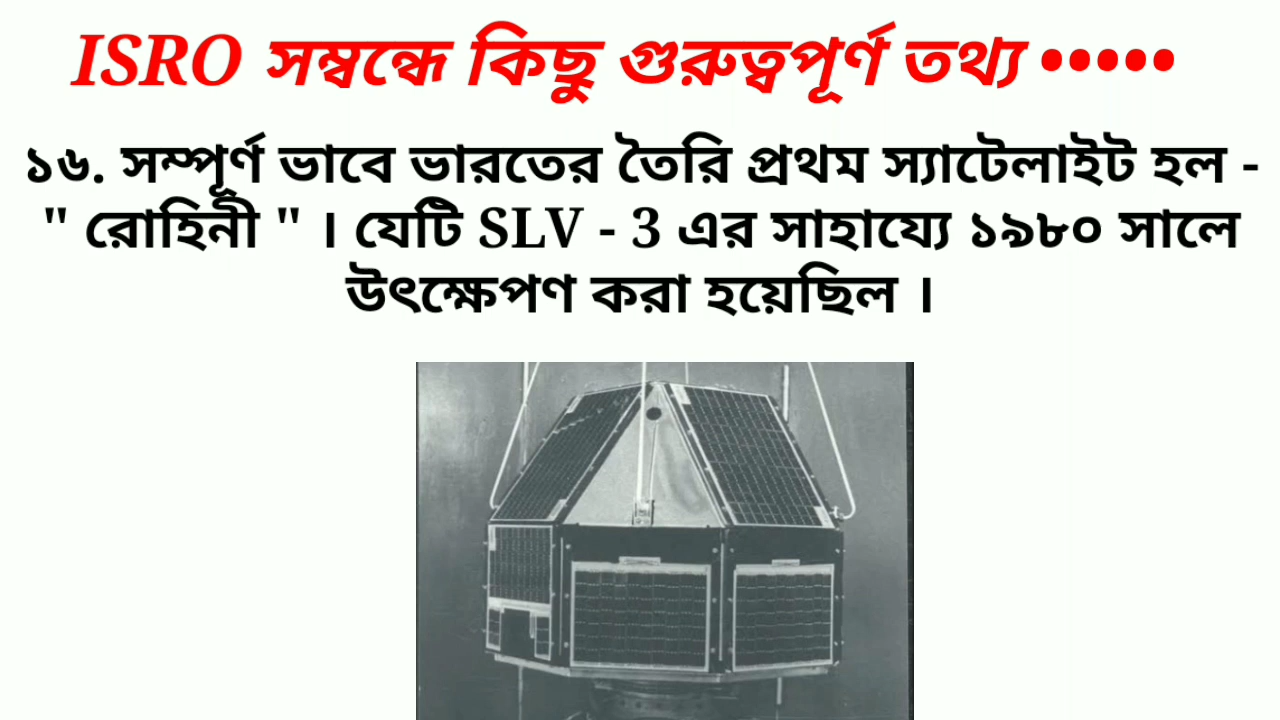 ISRO সম্বন্ধে কিছু গুরুত্বপূর্ণ তথ্য •••••
১৬. সম্পূর্ণ ভাবে ভারতের তৈরি প্রথম স্যাটেলাইট হল -
" রোহিনী " । যেটি SLV - 3 এর সাহায্যে ১৯৮০ সালে
উৎক্ষেপণ করা হয়েছিল ।